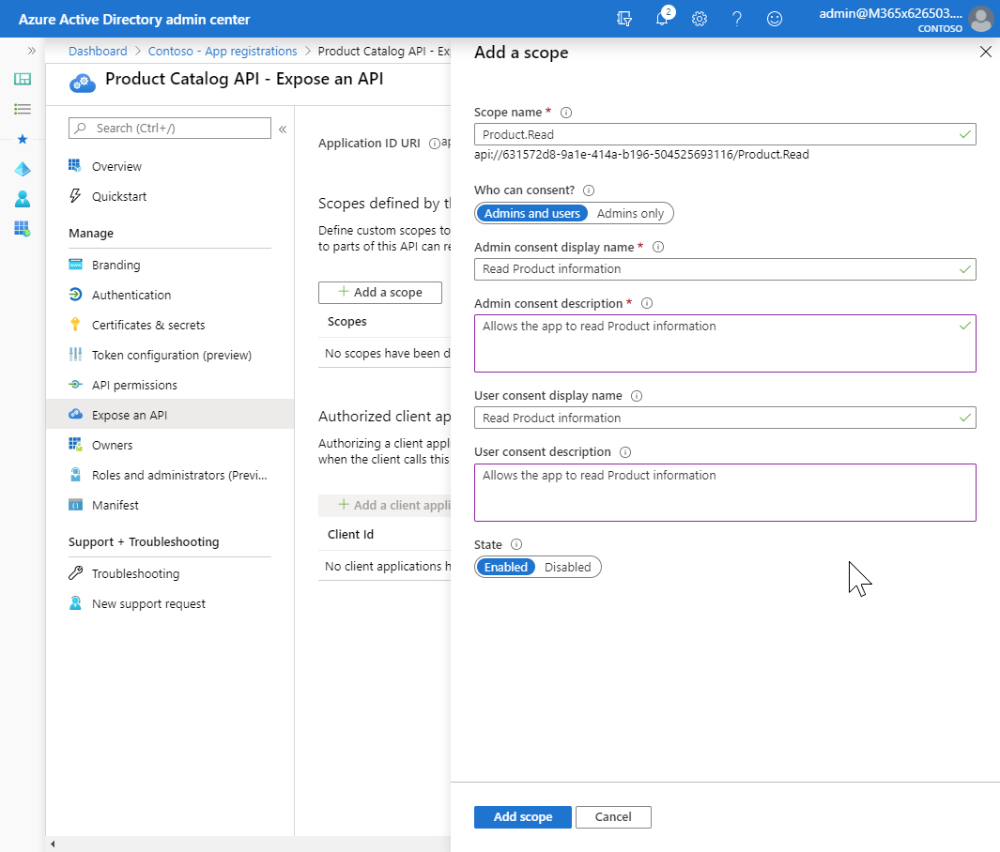 Azure Active Directory admin center
2
admin@M365x626503....
CONTOSO
Dashboard > Contoso - App registrations > Product Catalog API - Ex
Product Catalog API - Expose an API
Search (Ctrl+/)
Overview
Quickstart
Manage
Branding
Authentication
Certificates & secrets
Token configuration (preview)
API permissions
Expose an API
Owners
Roles and administrators (Previ...
Manifest
Support + Troubleshooting
Troubleshooting
New support request
Application ID URI
ap
Scopes defined by t
Define custom scopes to
to parts of this API can re
+ Add a scope
Scopes
No scopes have been d
Authorized client ap
Authorizing a client appl
when the client calls this
+ Add a client appli
Client Id
No client applications h
Add a scope
Scope name *
Product.Read
api://631572d8-9a1e-414a-b196-504525693116/Product.Read
Who can consent?
Admins and users Admins only
Admin consent display name *
Read Product information
Admin consent description *
Allows the app to read Product information
User consent display name
Read Product information
User consent description
Allows the app to read Product information
State
Enabled Disabled
Add scope Cancel